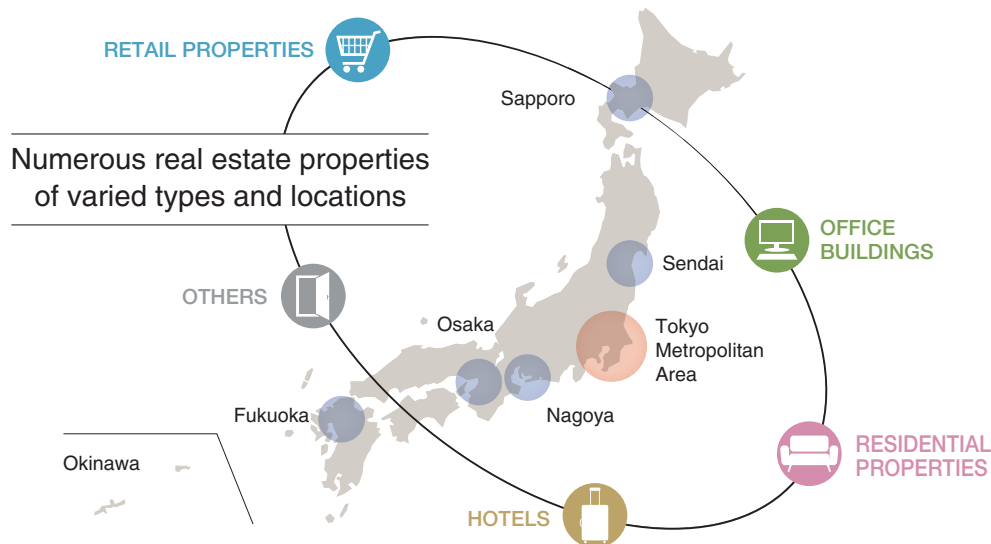 RETAIL PROPERTIES
Sapporo
Numerous real estate properties
of varied types and locations
OFFICE
BUILDINGS
Sendai
OTHERS
Osaka
Tokyo
Metropolitan
Area
Fukuoka
Nagoya
RESIDENTIAL
PROPERTIES
Okinawa
HOTELS